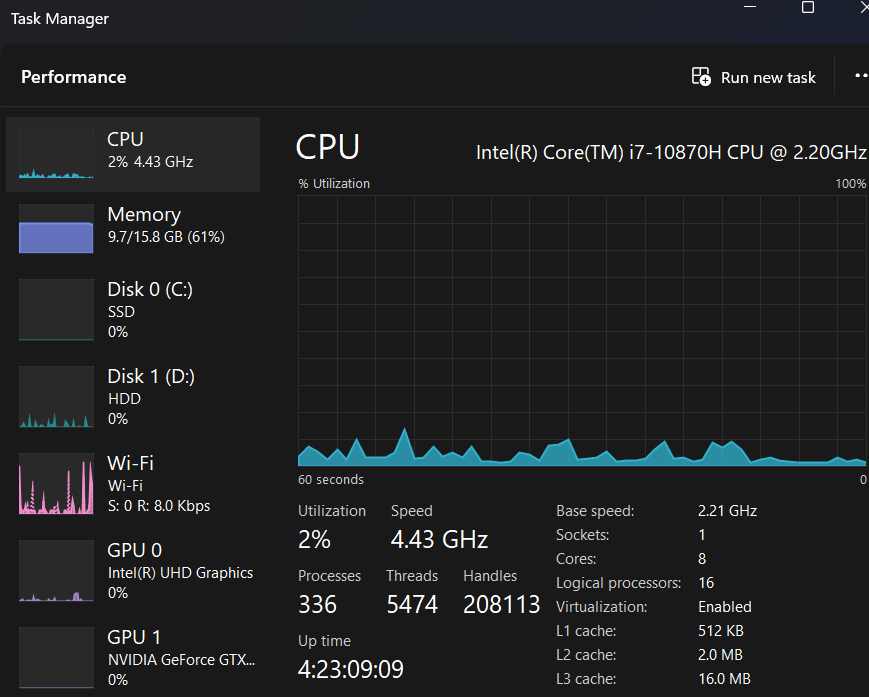 Task Manager
Performance
Run new task
CPU
2% 4.43 GHz
Memory
9.7/15.8 GB (61%)
Disk 0 (C:)
SSD
0%
Disk 1 (D:)
HDD
0%
Wi-Fi
Wi-Fi
S: 0 R: 8.0 Kbps
GPU 0
Intel(R) UHD Graphics
0%
GPU 1
NVIDIA GeForce GTX...
0%
CPU
Intel(R) Core(TM) i7-10870H CPU @ 2.20GHz
% Utilization
100%
60 seconds
0
Utilization
Speed
2%
4.43 GHz
Processes
Threads
Handles
336
5474
208113
Up time
4:23:09:09
Base speed:
2.21 GHz
Sockets:
1
Cores:
8
Logical processors:
16
Virtualization:
Enabled
L1 cache:
512 KB
L2 cache:
2.0 MB
L3 cache:
16.0 MB